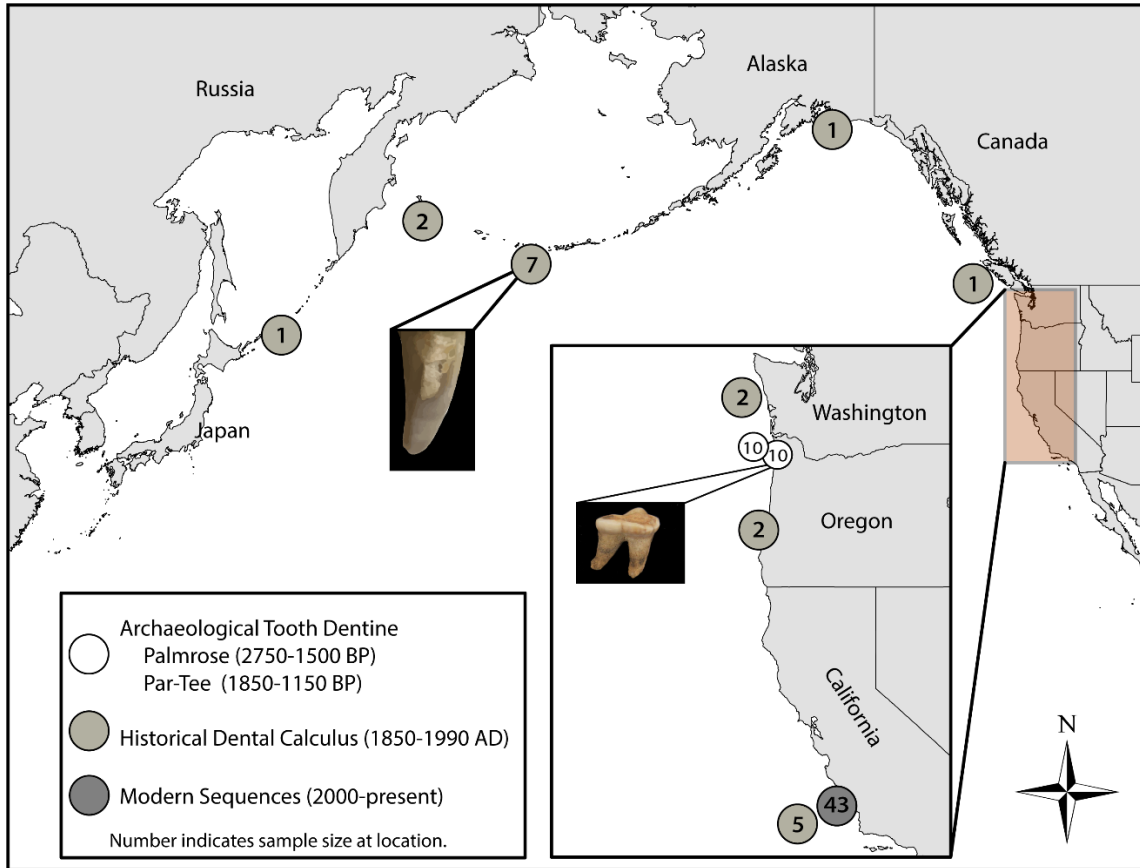 Russia
Alaska
Canada
1
2
7
1
1
Japan
2
Washington
10
10
2
Oregon
California
43
5
Archaeological Tooth Dentine
Palmrose (2750-1500 BP)
Par-Tee (1850-1150 BP)
Historical Dental Calculus (1850-1990 AD)
Modern Sequences (2000-present)
Number indicates sample size at location.
N